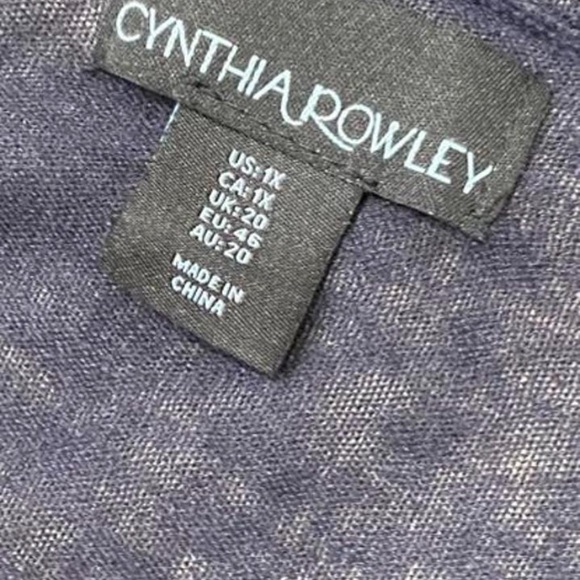 CYNTHIA ROWLEY
US: 1X
CA: 1X
UK: 20
EU: 46
AU: 20
MADE IN
CHINA